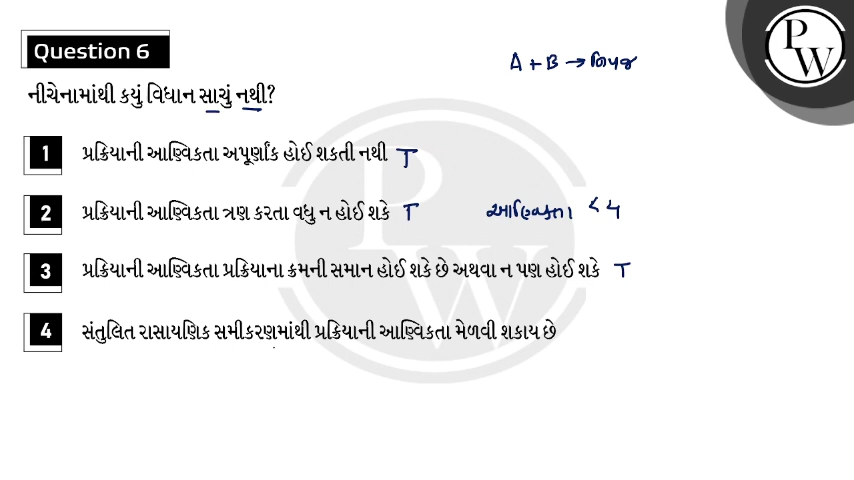 Question 6
A + B → નિપજ
નીચેનામાંથી કયું વિધાન સાચું નથી?
1 પ્રક્રિયાની આણ્વિકતા અપૂર્ણાંક હોઈ શકતી નથી T
2 પ્રક્રિયાની આણ્વિકતા ત્રણ કરતા વધુ ન હોઈ શકે T આણ્વિકતા < 4
3 પ્રક્રિયાની આણ્વિકતા પ્રક્રિયાના ક્રમની સમાન હોઈ શકે છે અથવા ન પણ હોઈ શકે T
4 સંતુલિત રાસાયણિક સમીકરણમાંથી પ્રક્રિયાની આણ્વિકતા મેળવી શકાય છે
PW